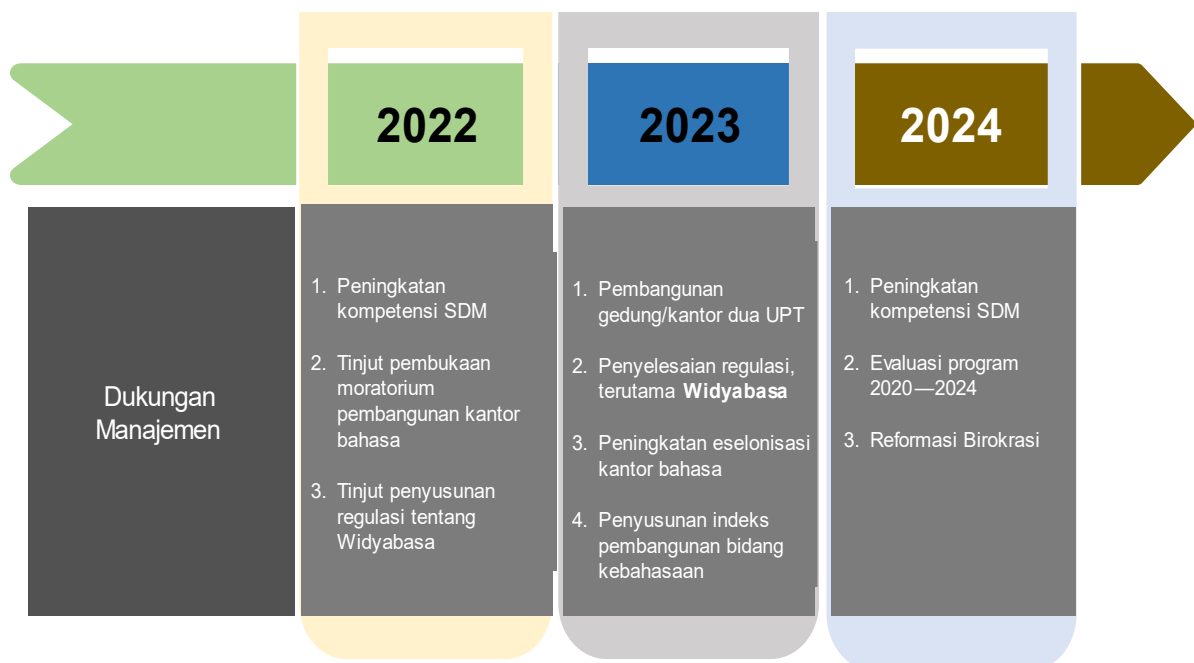 2022
2023
2024
Dukungan
Manajemen
1. Peningkatan
kompetensi SDM
2. Tinjut pembukaan
moratorium
pembangunan kantor
bahasa
3. Tinjut penyusunan
regulasi tentang
Widyabasa
1. Pembangunan
gedung/kantor dua UPT
2. Penyelesaian regulasi,
terutama Widyabasa
3. Peningkatan eselonisasi
kantor bahasa
4. Penyusunan indeks
pembangunan bidang
kebahasaan
1. Peningkatan
kompetensi SDM
2. Evaluasi program
2020—2024
3. Reformasi Birokrasi